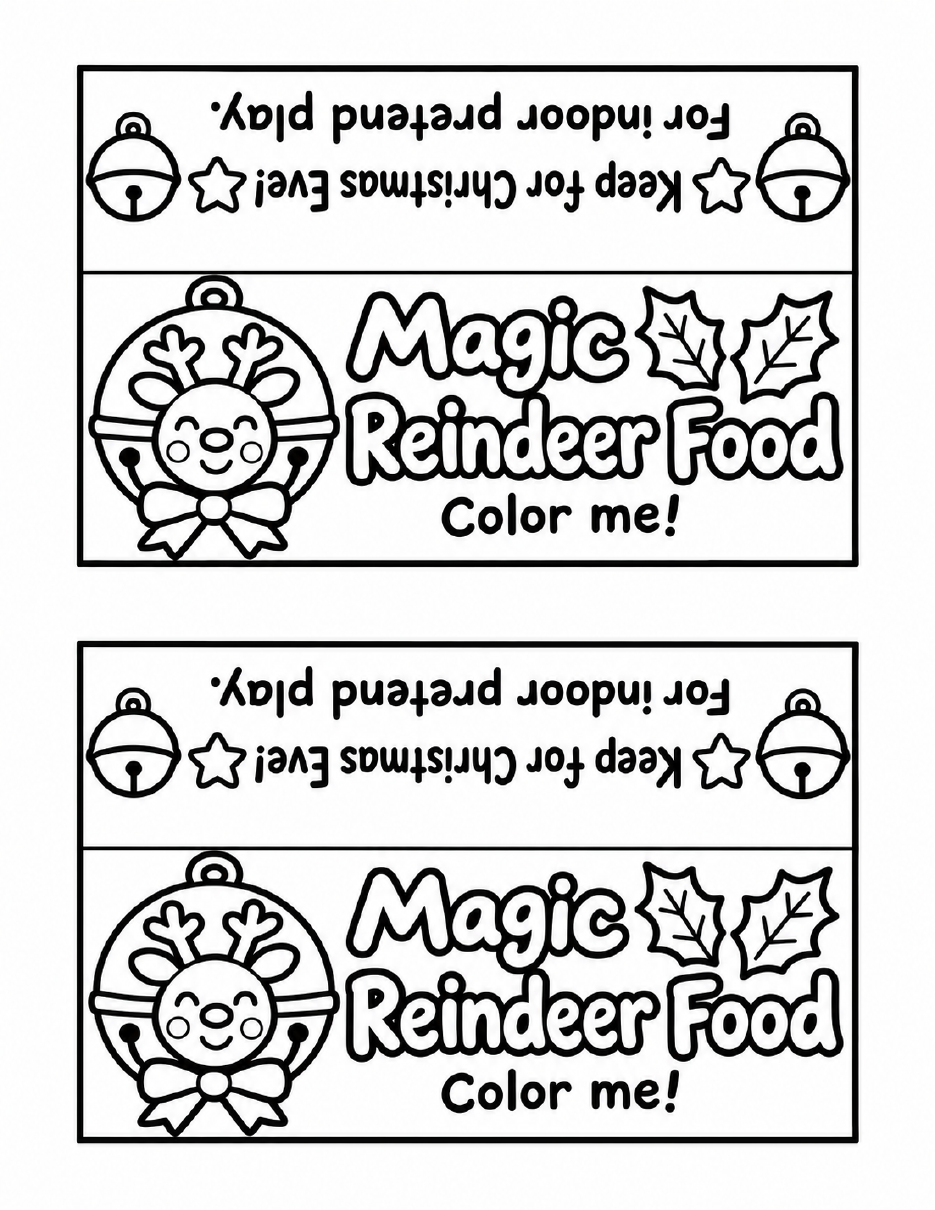 Keep for Christmas Eve!
For indoor pretend play.
Magic
Reindeer Food
Color me!
Keep for Christmas Eve!
For indoor pretend play.
Magic
Reindeer Food
Color me!